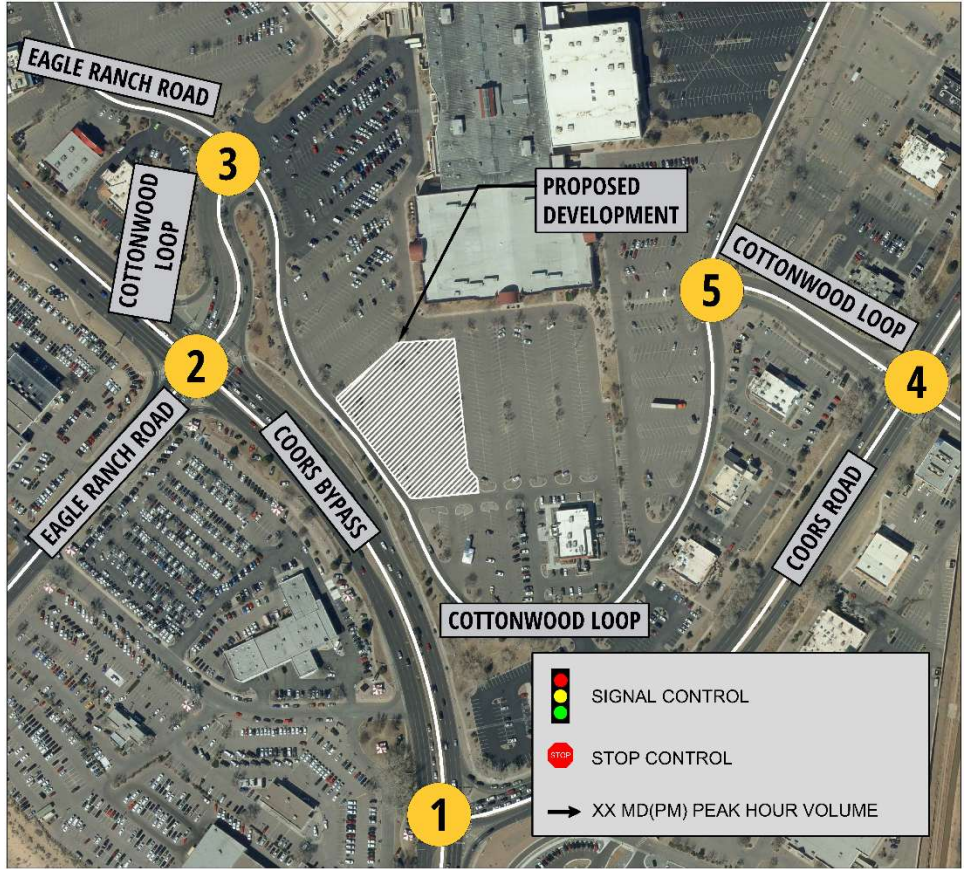 EAGLE RANCH ROAD
3
COTTONWOOD
LOOP
PROPOSED
DEVELOPMENT
5
COTTONWOOD LOOP
2
4
EAGLE RANCH ROAD
COORS BYPASS
COORS ROAD
COTTONWOOD LOOP
1
SIGNAL CONTROL
STOP
STOP CONTROL
XX MD(PM) PEAK HOUR VOLUME